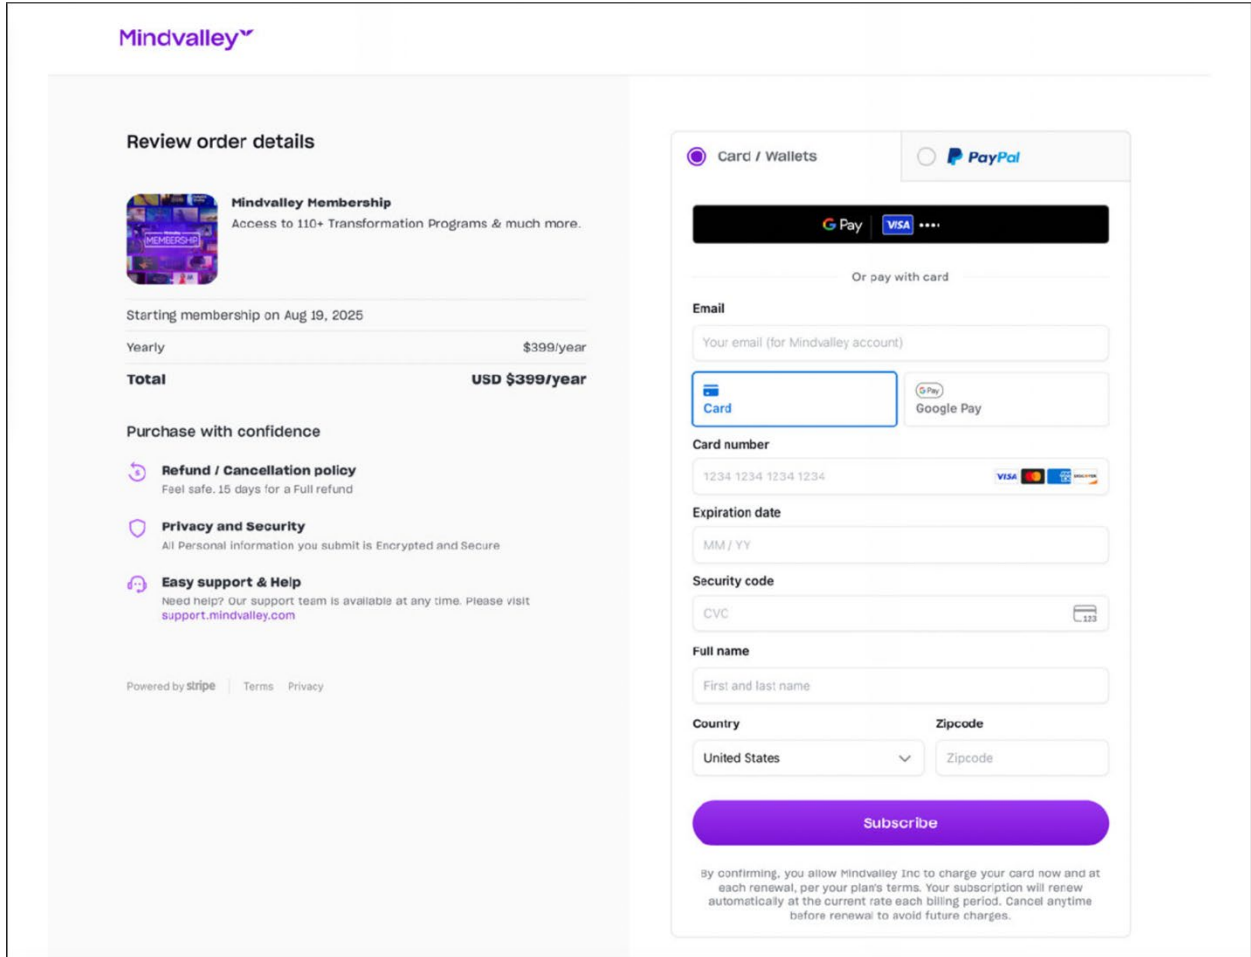 Mindvalley
Review order details
MEMBERSHIP
Mindvalley Membership
Access to 110+ Transformation Programs & much more.
Starting membership on Aug 19, 2025
Yearly $399/year
Total USD $399/year
Purchase with confidence
Refund / Cancellation policy
Feel safe. 15 days for a Full refund
Privacy and Security
All Personal information you submit is Encrypted and Secure
Easy support & Help
Need help? Our support team is available at any time. Please visit
support.mindvalley.com
Powered by stripe Terms Privacy
Card / Wallets PayPal
G Pay VISA ••••
Or pay with card
Email
Your email (for Mindvalley account)
Card
G Pay
Google Pay
Card number
1234 1234 1234 1234 VISA
Expiration date
MM / YY
Security code
CVC 123
Full name
First and last name
Country Zipcode
United States Zipcode
Subscribe
By confirming, you allow Mindvalley Inc to charge your card now and at
each renewal, per your plan's terms. Your subscription will renew
automatically at the current rate each billing period. Cancel anytime
before renewal to avoid future charges.